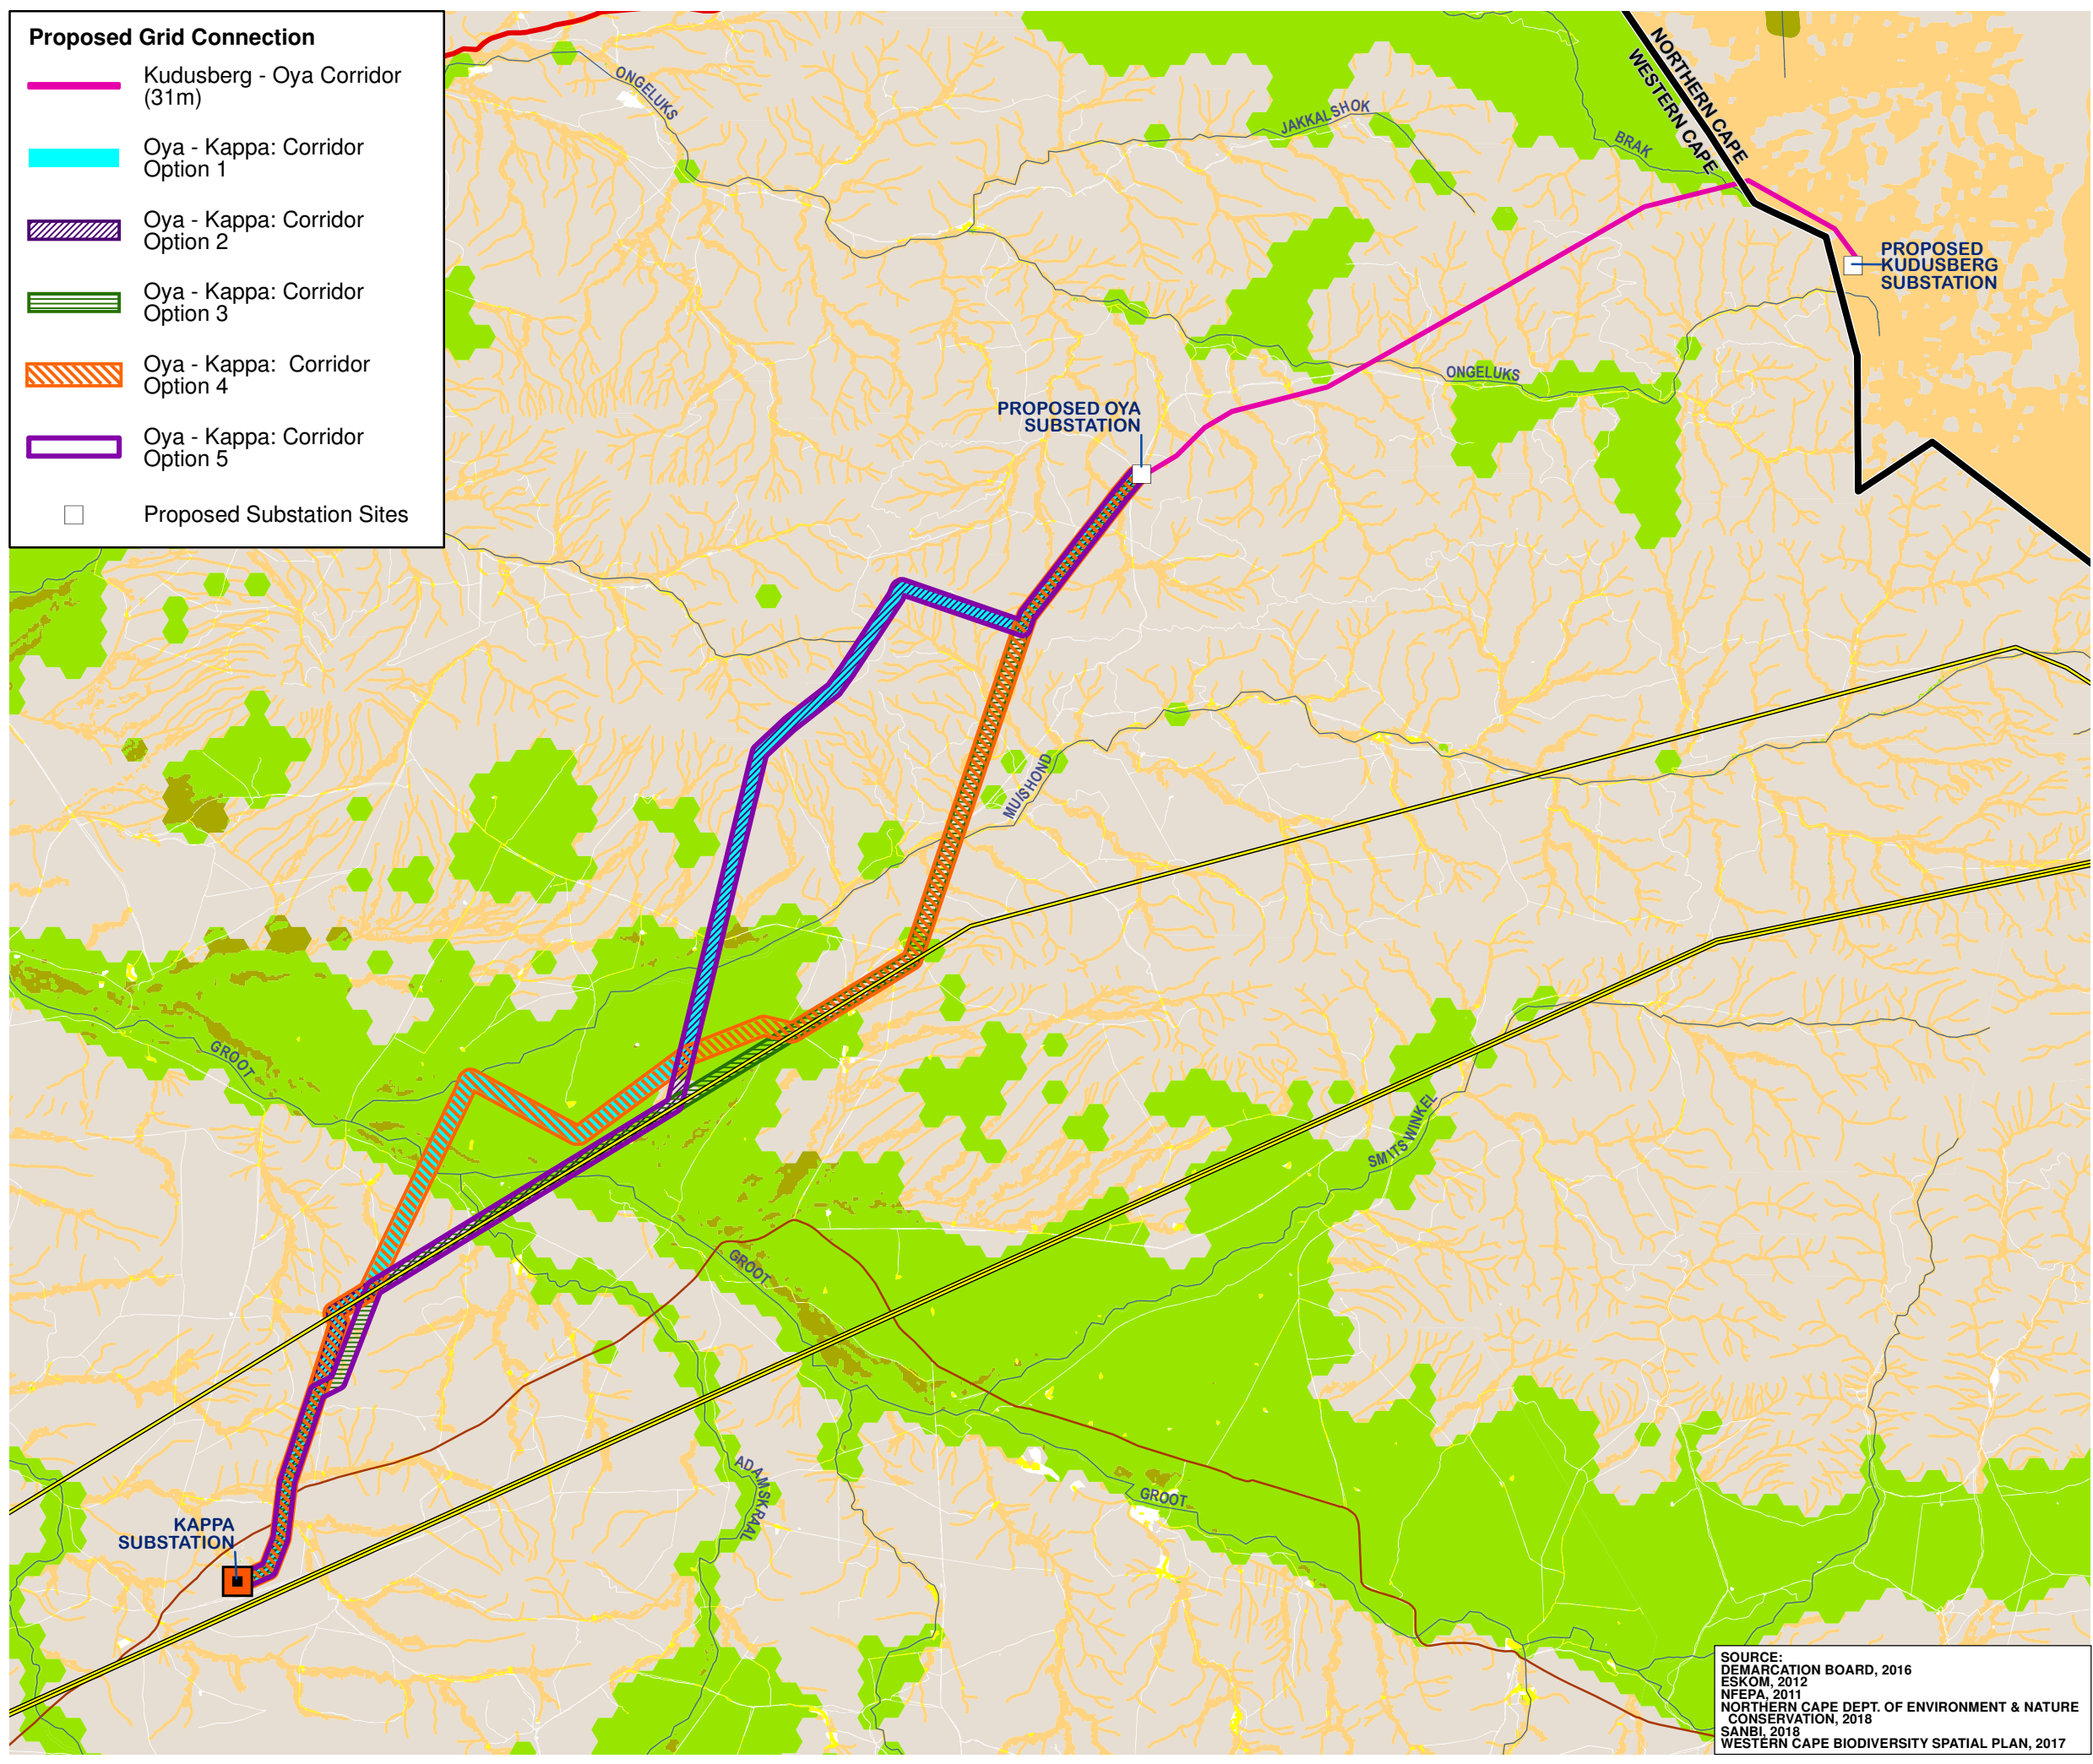 Proposed Grid Connection
Kudusberg - Oya Corridor
(31m)
Oya - Kappa: Corridor
Option 1
Oya - Kappa: Corridor
Option 2
Oya - Kappa: Corridor
Option 3
Oya - Kappa: Corridor
Option 4
Oya - Kappa: Corridor
Option 5
Proposed Substation Sites
ONGELUKS
JAKKALSHOK
BRAK
NORTHERN CAPE
WESTERN CAPE
PROPOSED
KUDUSBERG
SUBSTATION
ONGELUKS
PROPOSED OYA
SUBSTATION
MUISHOND
GROOT
SMITSWINKEL
GROOT
ADAMSKRAAL
GROOT
KAPPA
SUBSTATION
SOURCE:
DEMARCATION BOARD, 2016
ESKOM, 2012
NFEPA, 2011
NORTHERN CAPE DEPT. OF ENVIRONMENT & NATURE
CONSERVATION, 2018
SANBI, 2018
WESTERN CAPE BIODIVERSITY SPATIAL PLAN, 2017